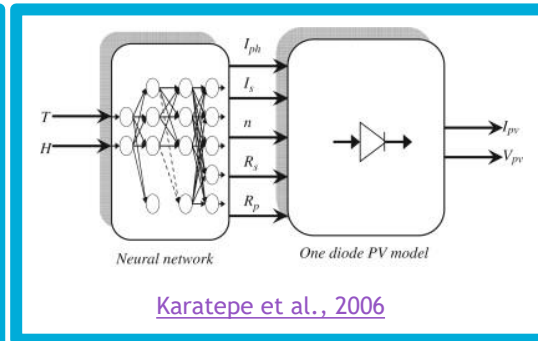 T
H
I_ph
I_s
n
R_s
R_p
I_pv
V_pv
Neural network
One diode PV model
Karatepe et al., 2006